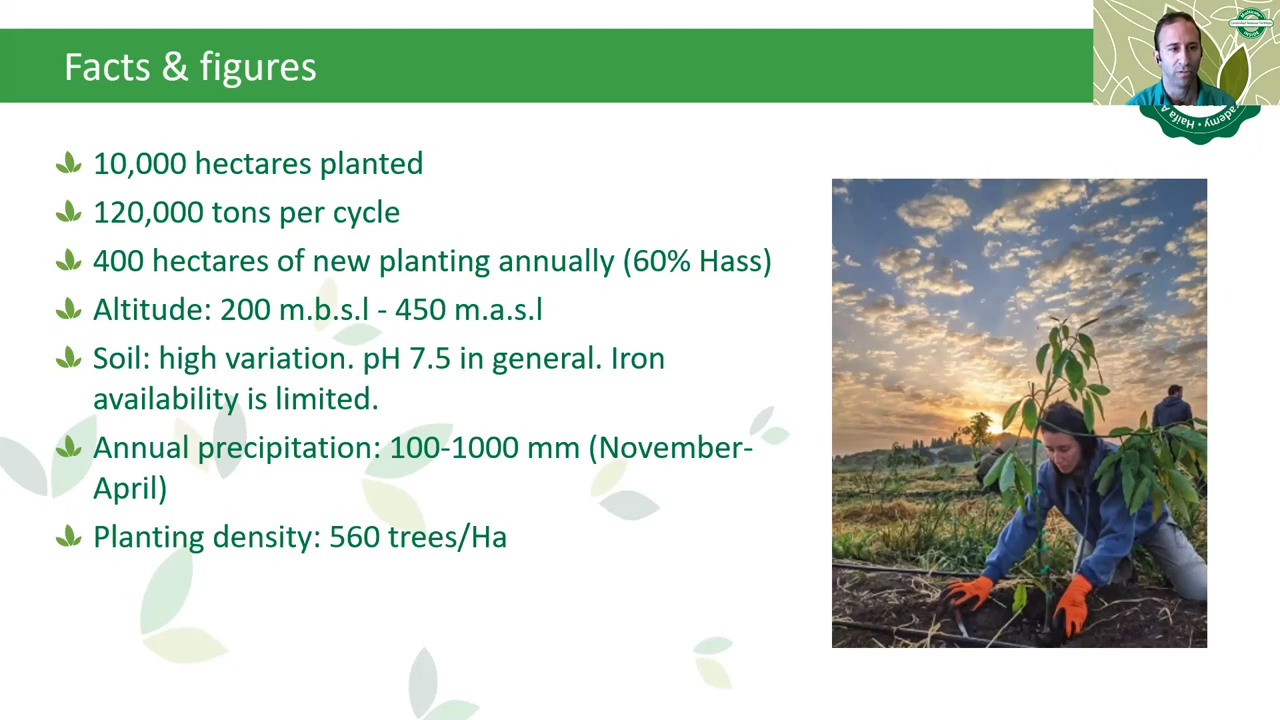 Facts & figures
10,000 hectares planted
120,000 tons per cycle
400 hectares of new planting annually (60% Hass)
Altitude: 200 m.b.s.l - 450 m.a.s.l
Soil: high variation. pH 7.5 in general. Iron
availability is limited.
Annual precipitation: 100-1000 mm (November-
April)
Planting density: 560 trees/Ha
ademy • Haifa A